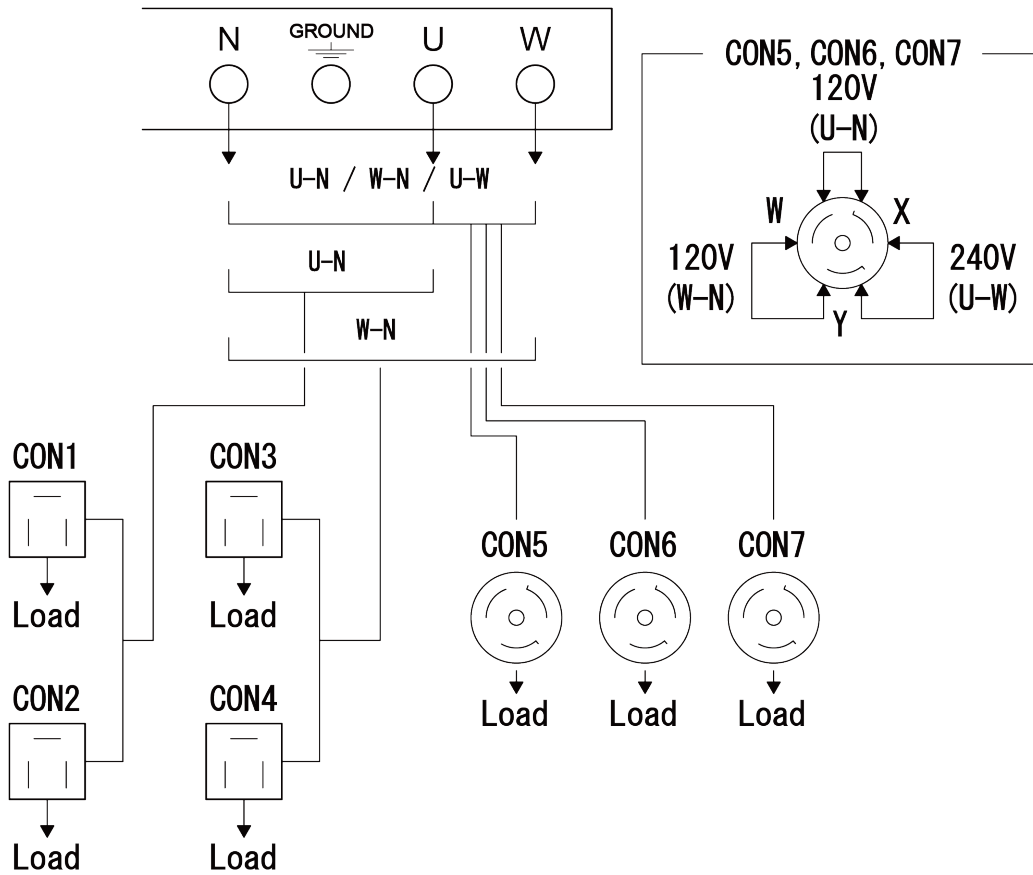 N GROUND U W
U-N / W-N / U-W
U-N
W-N
CON5, CON6, CON7
120V
(U-N)
W X
120V
(W-N)
240V
(U-W)
Y
CON1 CON3
Load Load
CON5 CON6 CON7
Load Load Load
CON2 CON4
Load Load